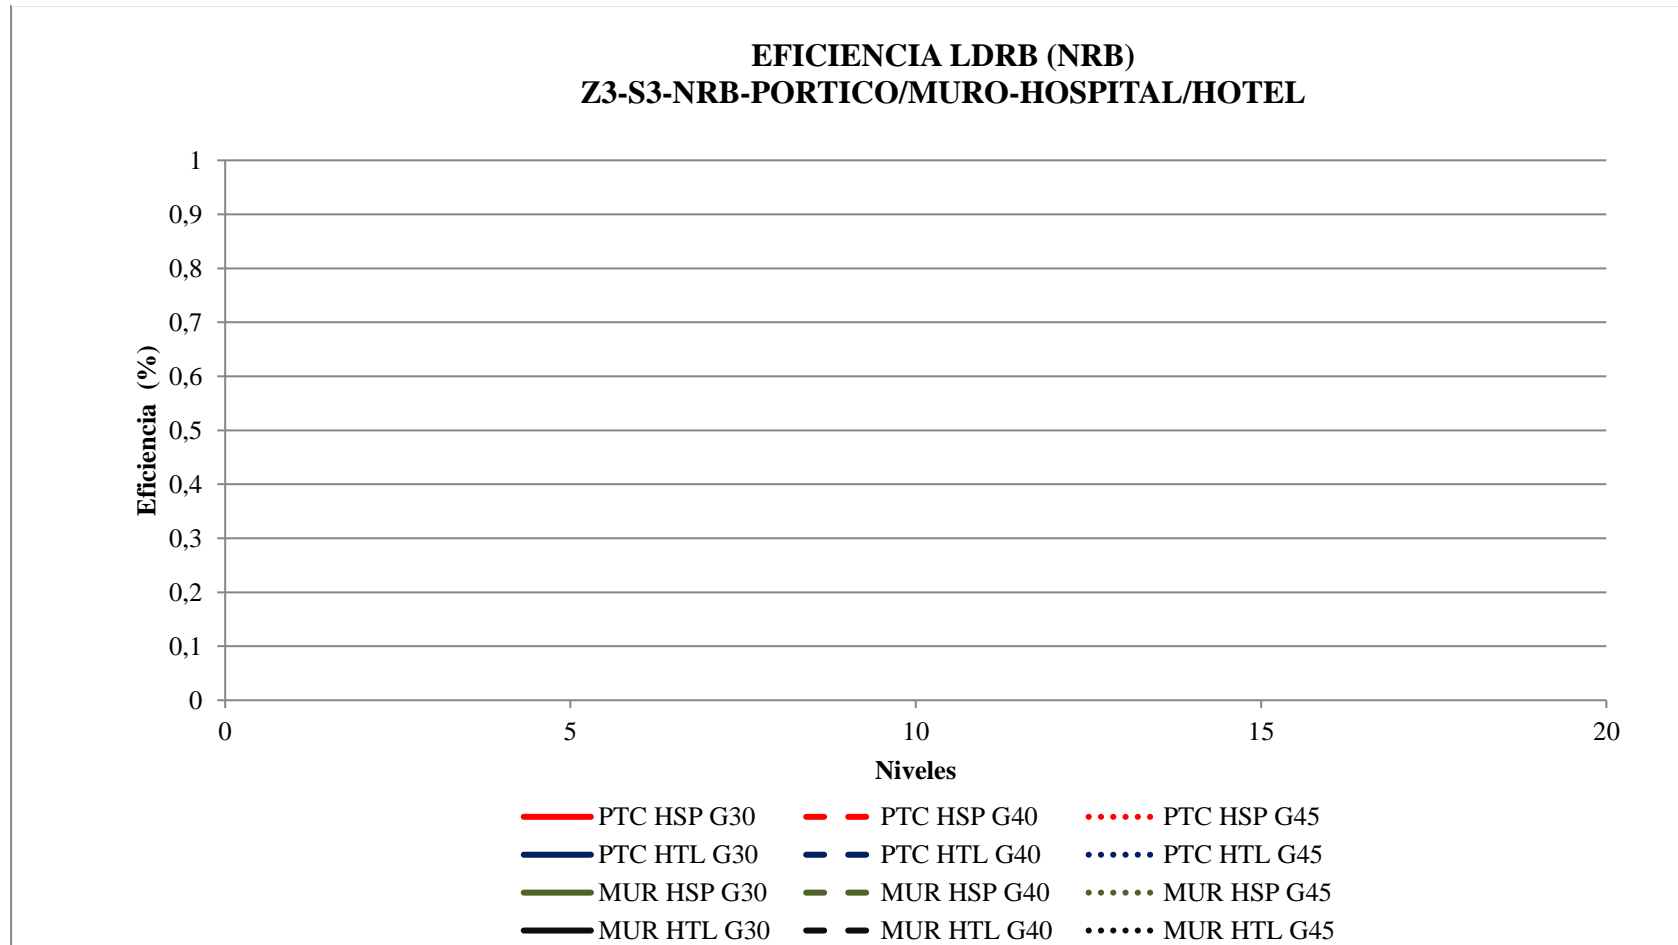 EFICIENCIA LDRB (NRB)
Z3-S3-NRB-PORTICO/MURO-HOSPITAL/HOTEL
1
0,9
0,8
0,7
0,6
0,5
0,4
0,3
0,2
0,1
0
Eficiencia (%)
0 5 10 15 20
Niveles
PTC HSP G30 PTC HSP G40 PTC HSP G45
PTC HTL G30 PTC HTL G40 PTC HTL G45
MUR HSP G30 MUR HSP G40 MUR HSP G45
MUR HTL G30 MUR HTL G40 MUR HTL G45